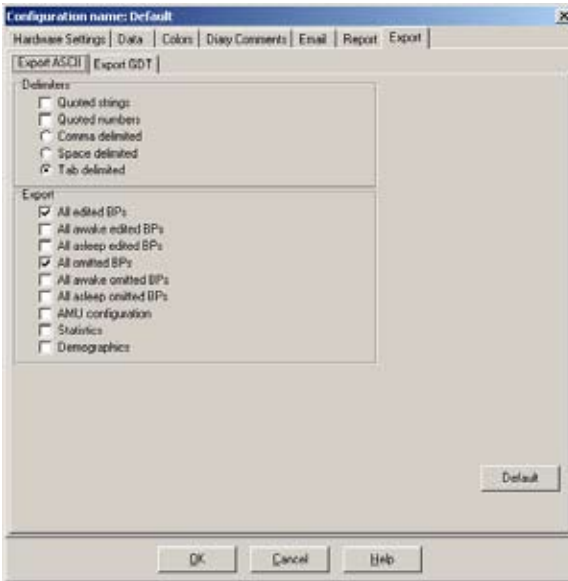 Configuration name: Default
Hardware Settings Data Colors Diary Comments Email Report Export
Export ASCII Export GDT
Delimiters
Quoted strings
Quoted numbers
Comma delimited
Space delimited
Tab delimited
Export
All edited BPs
All awake edited BPs
All asleep edited BPs
All omitted BPs
All awake omitted BPs
All asleep omitted BPs
AMU configuration
Statistics
Demographics
Default
OK Cancel Help